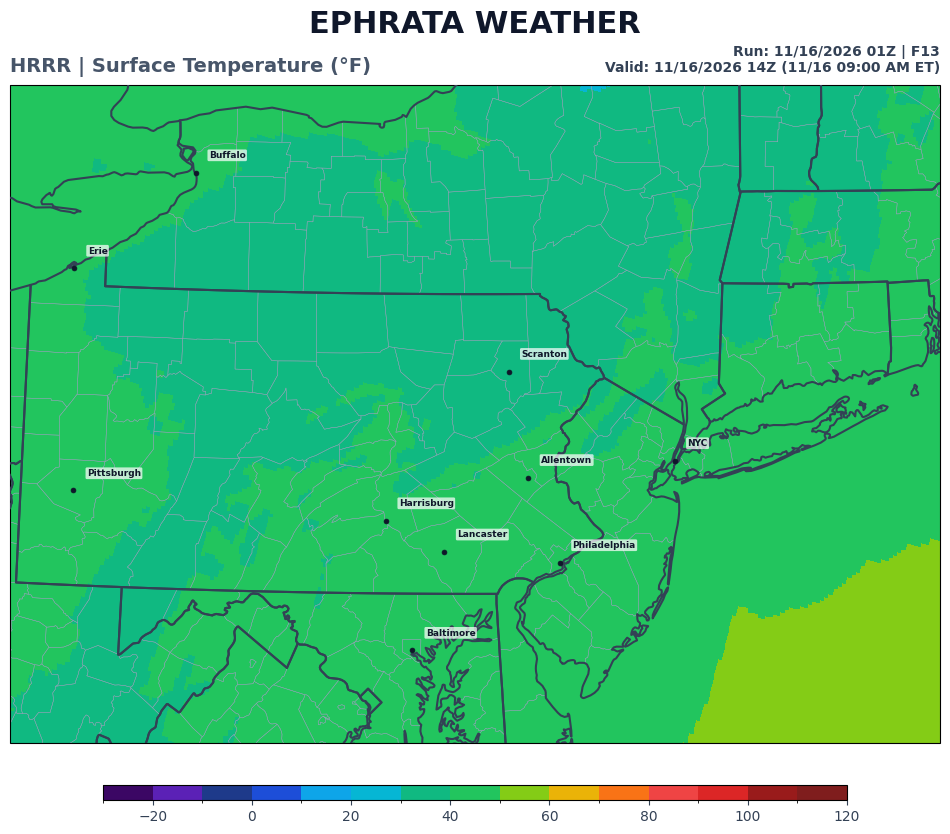 EPHRATA WEATHER
HRRR | Surface Temperature (°F)
Run: 11/16/2026 01Z | F13
Valid: 11/16/2026 14Z (11/16 09:00 AM ET)
Buffalo
Erie
Scranton
NYC
Allentown
Pittsburgh
Harrisburg
Lancaster
Philadelphia
Baltimore
−20 0 20 40 60 80 100 120